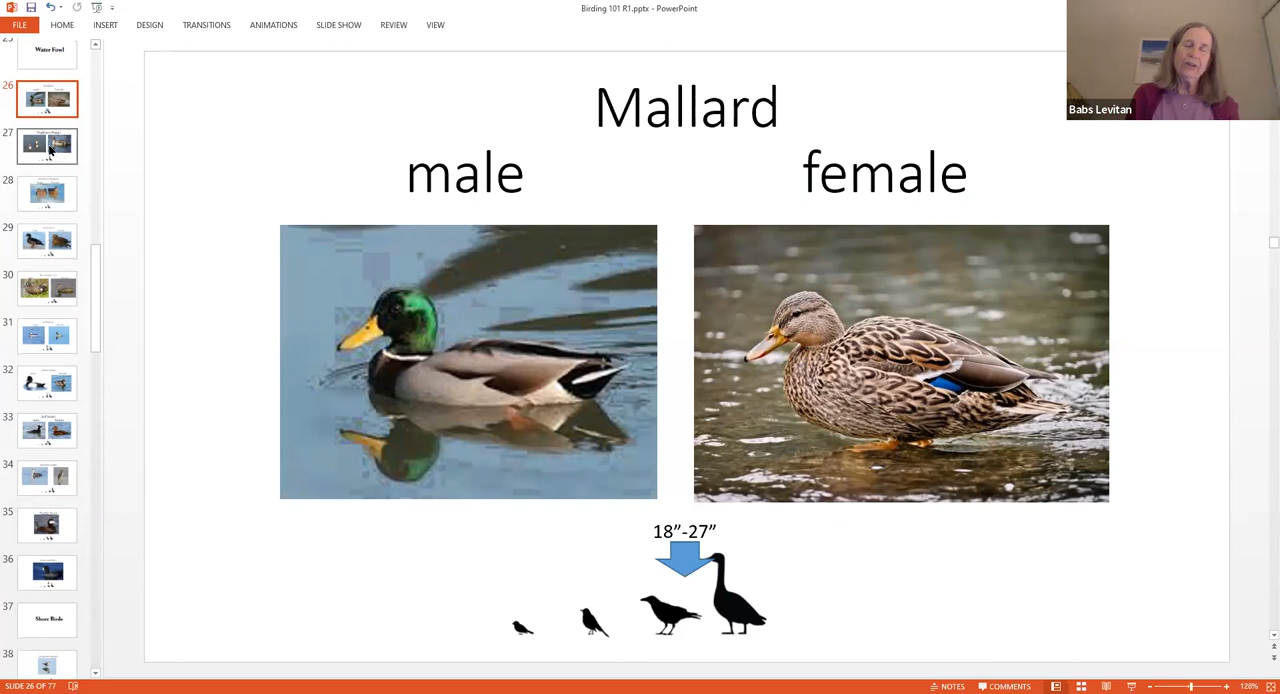 Birding 101 R1.pptx - PowerPoint
FILE HOME INSERT DESIGN TRANSITIONS ANIMATIONS SLIDE SHOW REVIEW VIEW
Babs Levitan
Water Fowl
26
27
28
29
30
31
32
33
34
35
36
37
Shore Birds
38
Mallard
male female
18”-27”
SLIDE 26 OF 77 NOTES COMMENTS 128%